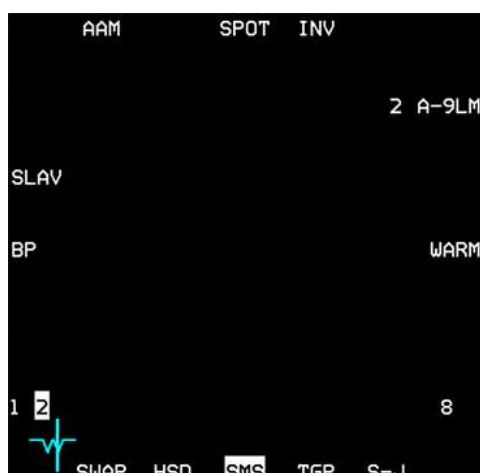 AAM SPOT INV
2 A-9LM
SLAV
BP WARM
1 2 8
SWAP HSD SMS TGP S-J